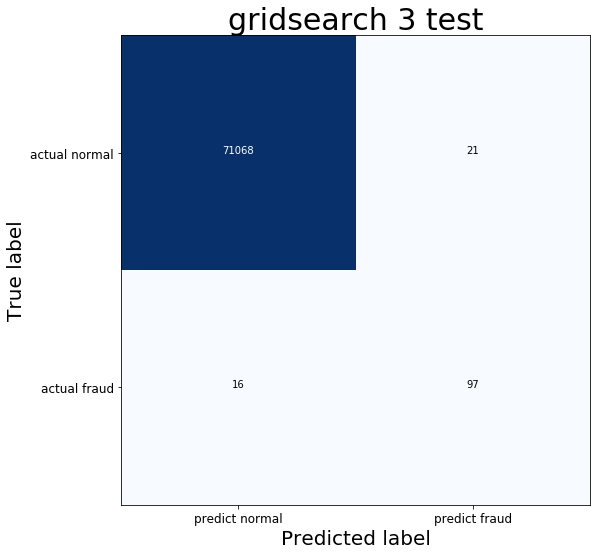 gridsearch 3 test
actual normal
71068
21
True label
actual fraud
16
97
predict normal
predict fraud
Predicted label